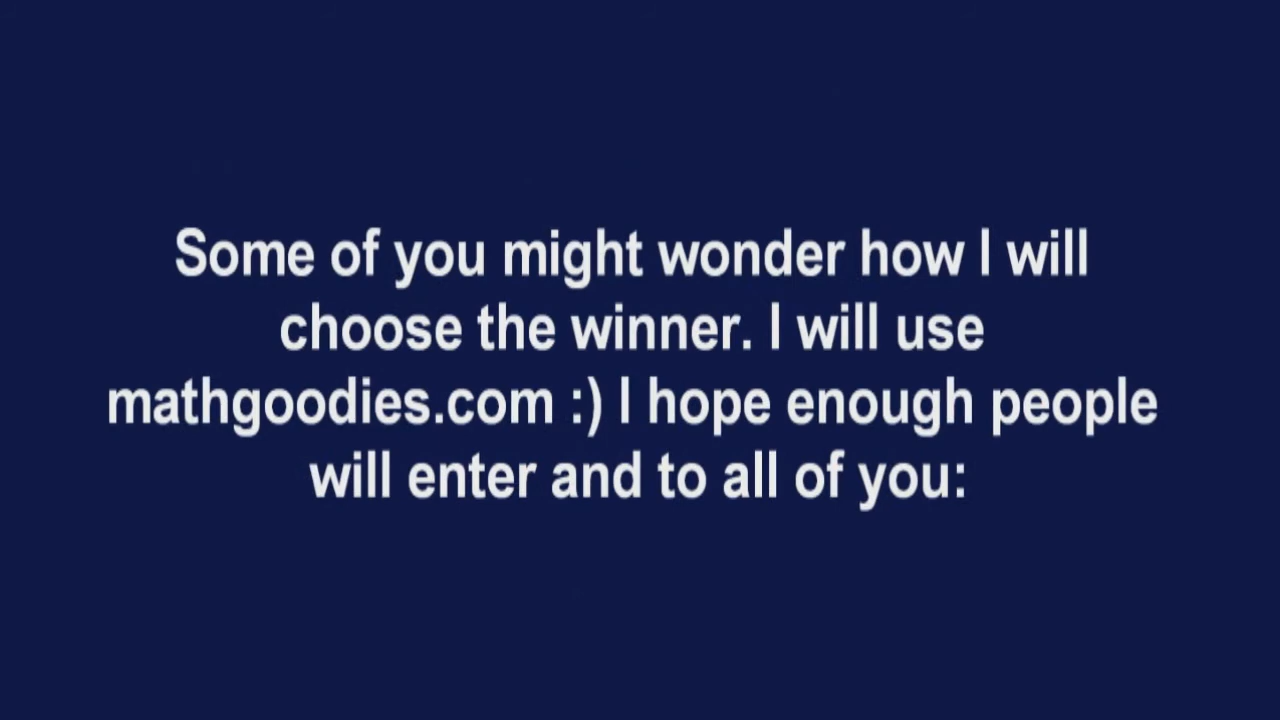 Some of you might wonder how I will
choose the winner. I will use
mathgoodies.com :) I hope enough people
will enter and to all of you: